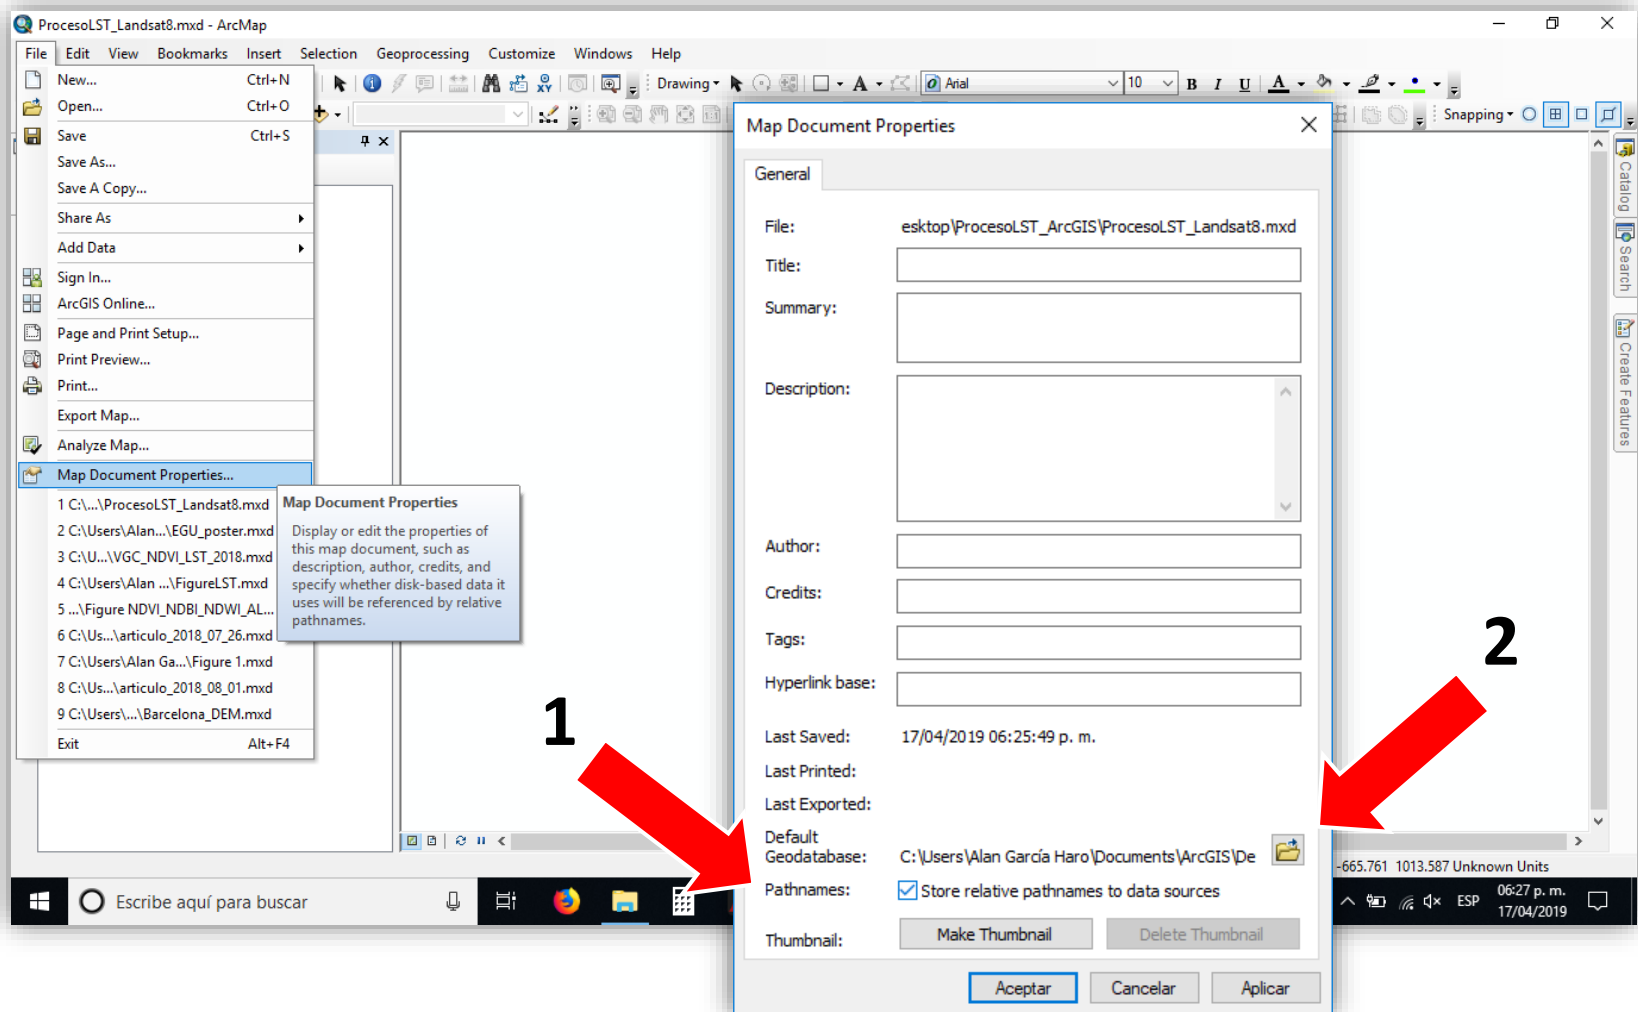 ProcesoLST_Landsat8.mxd - ArcMap
File Edit View Bookmarks Insert Selection Geoprocessing Customize Windows Help
New... Ctrl+N
Open... Ctrl+O
Save Ctrl+S
Save As...
Save A Copy...
Share As
Add Data
Sign In...
ArcGIS Online...
Page and Print Setup...
Print Preview...
Print...
Export Map...
Analyze Map...
Map Document Properties...
1 C:\...\ProcesoLST_Landsat8.mxd
2 C:\Users\Alan...\EGU_poster.mxd
3 C:\U...\VGC_NDVI_LST_2018.mxd
4 C:\Users\Alan ...\FigureLST.mxd
5 ...\Figure NDVI_NDBI_NDWI_AL...
6 C:\Us...\articulo_2018_07_26.mxd
7 C:\Users\Alan Ga...\Figure 1.mxd
8 C:\Us...\articulo_2018_08_01.mxd
9 C:\Users\...\Barcelona_DEM.mxd
Exit Alt+F4
Map Document Properties
Display or edit the properties of
this map document, such as
description, author, credits, and
specify whether disk-based data it
uses will be referenced by relative
pathnames.
Drawing A Arial 10 B I U A
Snapping
Catalog
Search
Create Features
Map Document Properties
General
File: esktop\ProcesoLST_ArcGIS\ProcesoLST_Landsat8.mxd
Title:
Summary:
Description:
Author:
Credits:
Tags:
Hyperlink base:
Last Saved: 17/04/2019 06:25:49 p. m.
Last Printed:
Last Exported:
Default
Geodatabase: C:\Users\Alan García Haro\Documents\ArcGIS\De
Pathnames: Store relative pathnames to data sources
Thumbnail: Make Thumbnail Delete Thumbnail
Aceptar Cancelar Aplicar
1
2
-665.761 1013.587 Unknown Units
Escribe aquí para buscar
ESP
06:27 p. m.
17/04/2019